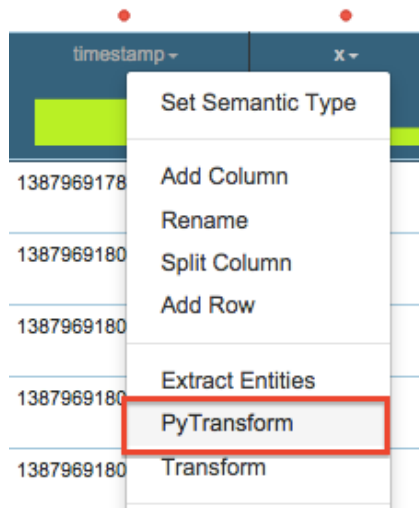 timestamp x
Set Semantic Type
1387969178
Add Column
Rename
1387969180
Split Column
Add Row
1387969180
Extract Entities
1387969180
PyTransform
1387969180
Transform